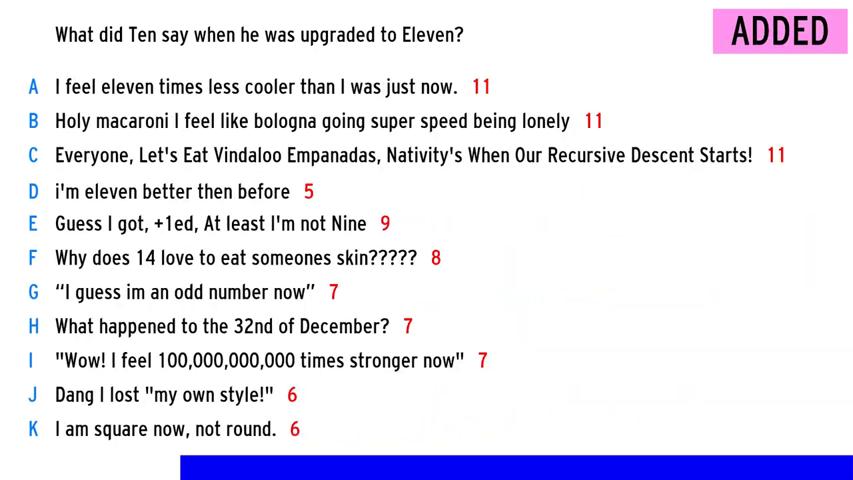 What did Ten say when he was upgraded to Eleven?
ADDED
A I feel eleven times less cooler than I was just now. 11
B Holy macaroni I feel like bologna going super speed being lonely 11
C Everyone, Let's Eat Vindaloo Empanadas, Nativity's When Our Recursive Descent Starts! 11
D i'm eleven better then before 5
E Guess I got, +1ed, At least I'm not Nine 9
F Why does 14 love to eat someones skin????? 8
G “I guess im an odd number now” 7
H What happened to the 32nd of December? 7
I "Wow! I feel 100,000,000,000 times stronger now" 7
J Dang I lost "my own style!" 6
K I am square now, not round. 6